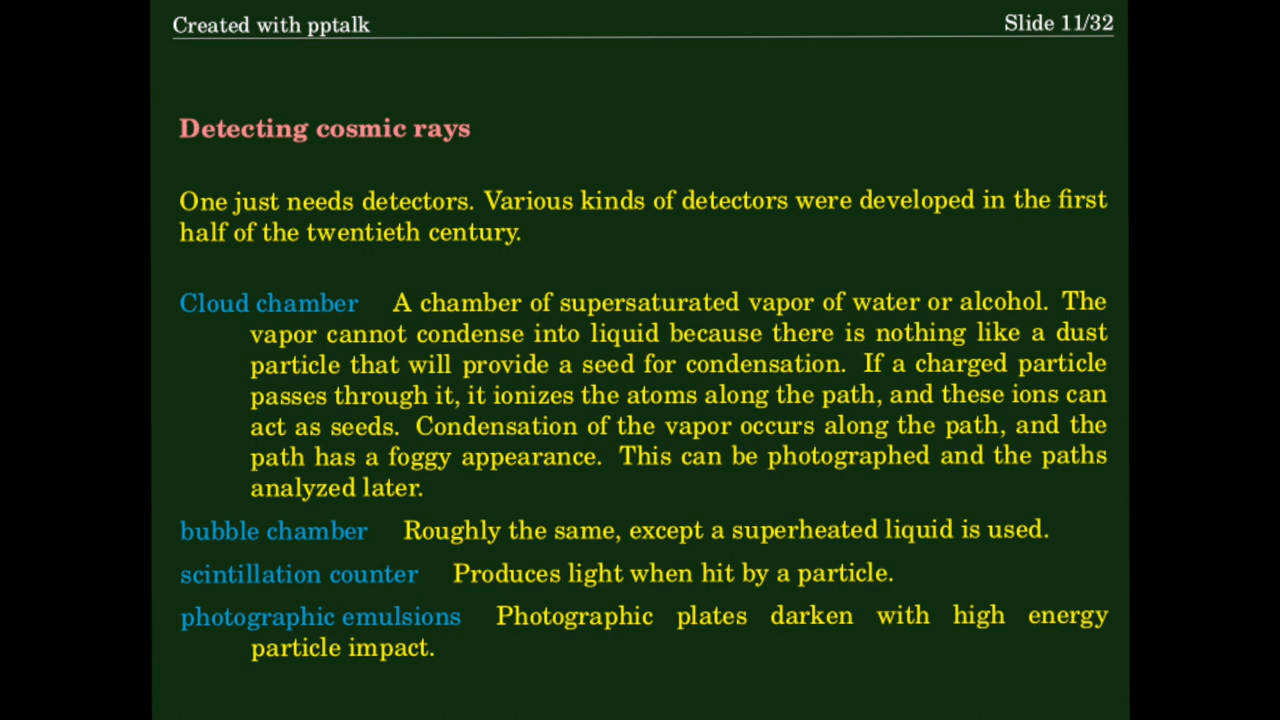 Created with pptalk
Slide 11/32
Detecting cosmic rays
One just needs detectors. Various kinds of detectors were developed in the first
half of the twentieth century.
Cloud chamber A chamber of supersaturated vapor of water or alcohol. The
vapor cannot condense into liquid because there is nothing like a dust
particle that will provide a seed for condensation. If a charged particle
passes through it, it ionizes the atoms along the path, and these ions can
act as seeds. Condensation of the vapor occurs along the path, and the
path has a foggy appearance. This can be photographed and the paths
analyzed later.
bubble chamber Roughly the same, except a superheated liquid is used.
scintillation counter Produces light when hit by a particle.
photographic emulsions Photographic plates darken with high energy
particle impact.